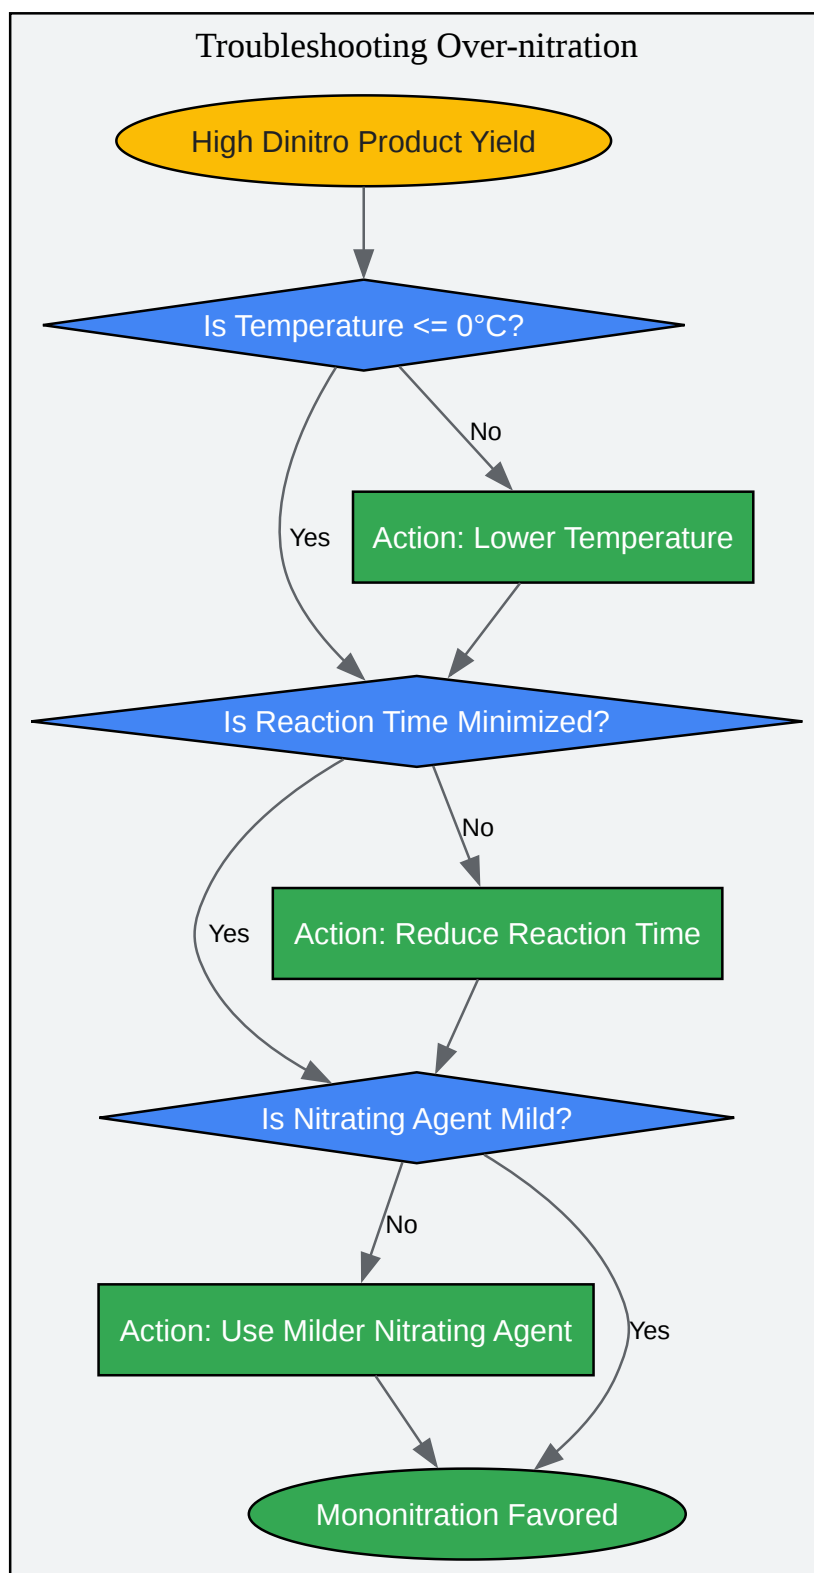 Troubleshooting Over-nitration
High Dinitro Product Yield
Is Temperature <= 0°C?
No
Yes
Action: Lower Temperature
Is Reaction Time Minimized?
No
Yes
Action: Reduce Reaction Time
Is Nitrating Agent Mild?
No
Action: Use Milder Nitrating Agent
Yes
Mononitration Favored